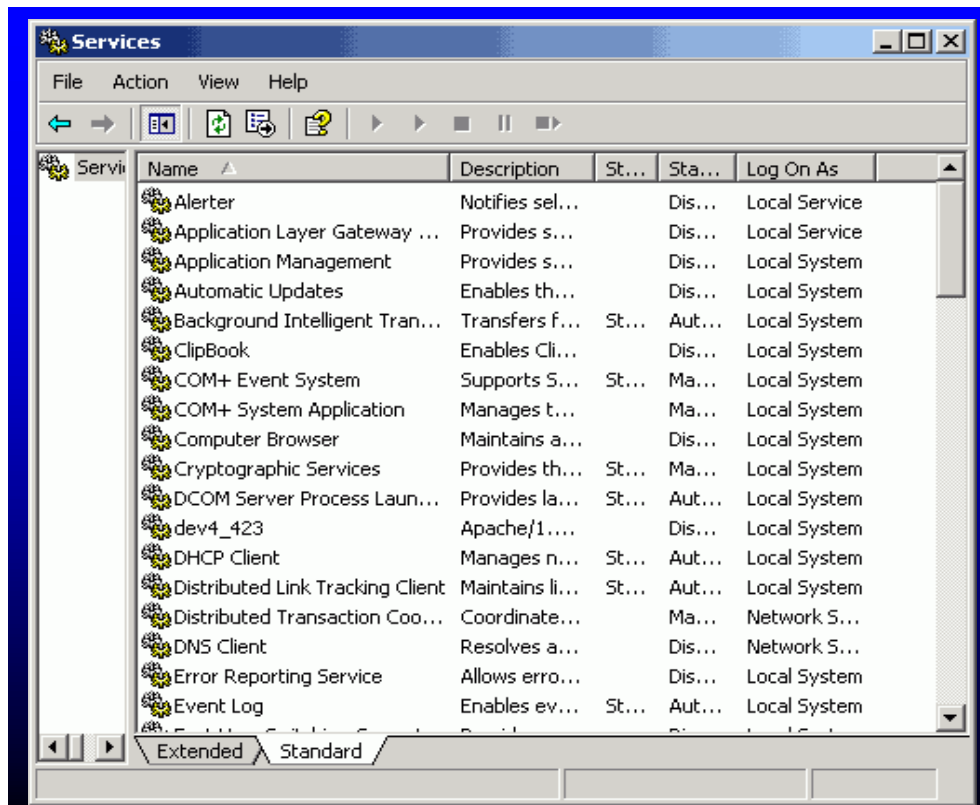 Services
File Action View Help
Servi
Name Description St... Sta... Log On As
Alerter Notifies sel... Dis... Local Service
Application Layer Gateway ... Provides s... Dis... Local Service
Application Management Provides s... Dis... Local System
Automatic Updates Enables th... Dis... Local System
Background Intelligent Tran... Transfers f... St... Aut... Local System
ClipBook Enables Cli... Dis... Local System
COM+ Event System Supports S... St... Ma... Local System
COM+ System Application Manages t... Ma... Local System
Computer Browser Maintains a... Dis... Local System
Cryptographic Services Provides th... St... Ma... Local System
DCOM Server Process Laun... Provides la... St... Aut... Local System
dev4_423 Apache/1.... Dis... Local System
DHCP Client Manages n... St... Aut... Local System
Distributed Link Tracking Client Maintains li... St... Aut... Local System
Distributed Transaction Coo... Coordinate... Ma... Network S...
DNS Client Resolves a... Dis... Network S...
Error Reporting Service Allows erro... Dis... Local System
Event Log Enables ev... St... Aut... Local System
Extended Standard